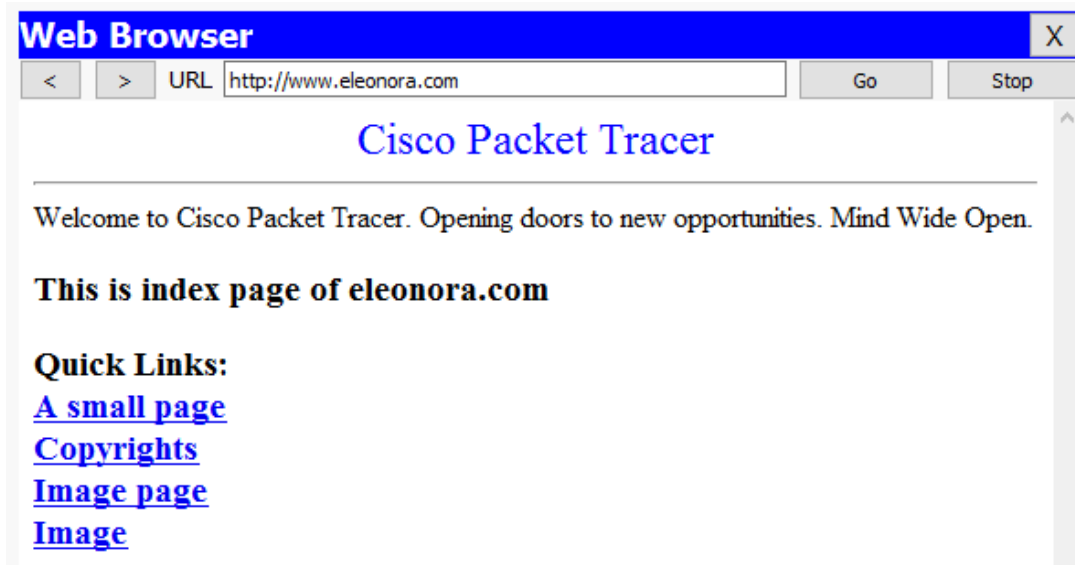 Web Browser X
< > URL http://www.eleonora.com Go Stop
Cisco Packet Tracer
Welcome to Cisco Packet Tracer. Opening doors to new opportunities. Mind Wide Open.
This is index page of eleonora.com
Quick Links:
A small page
Copyrights
Image page
Image